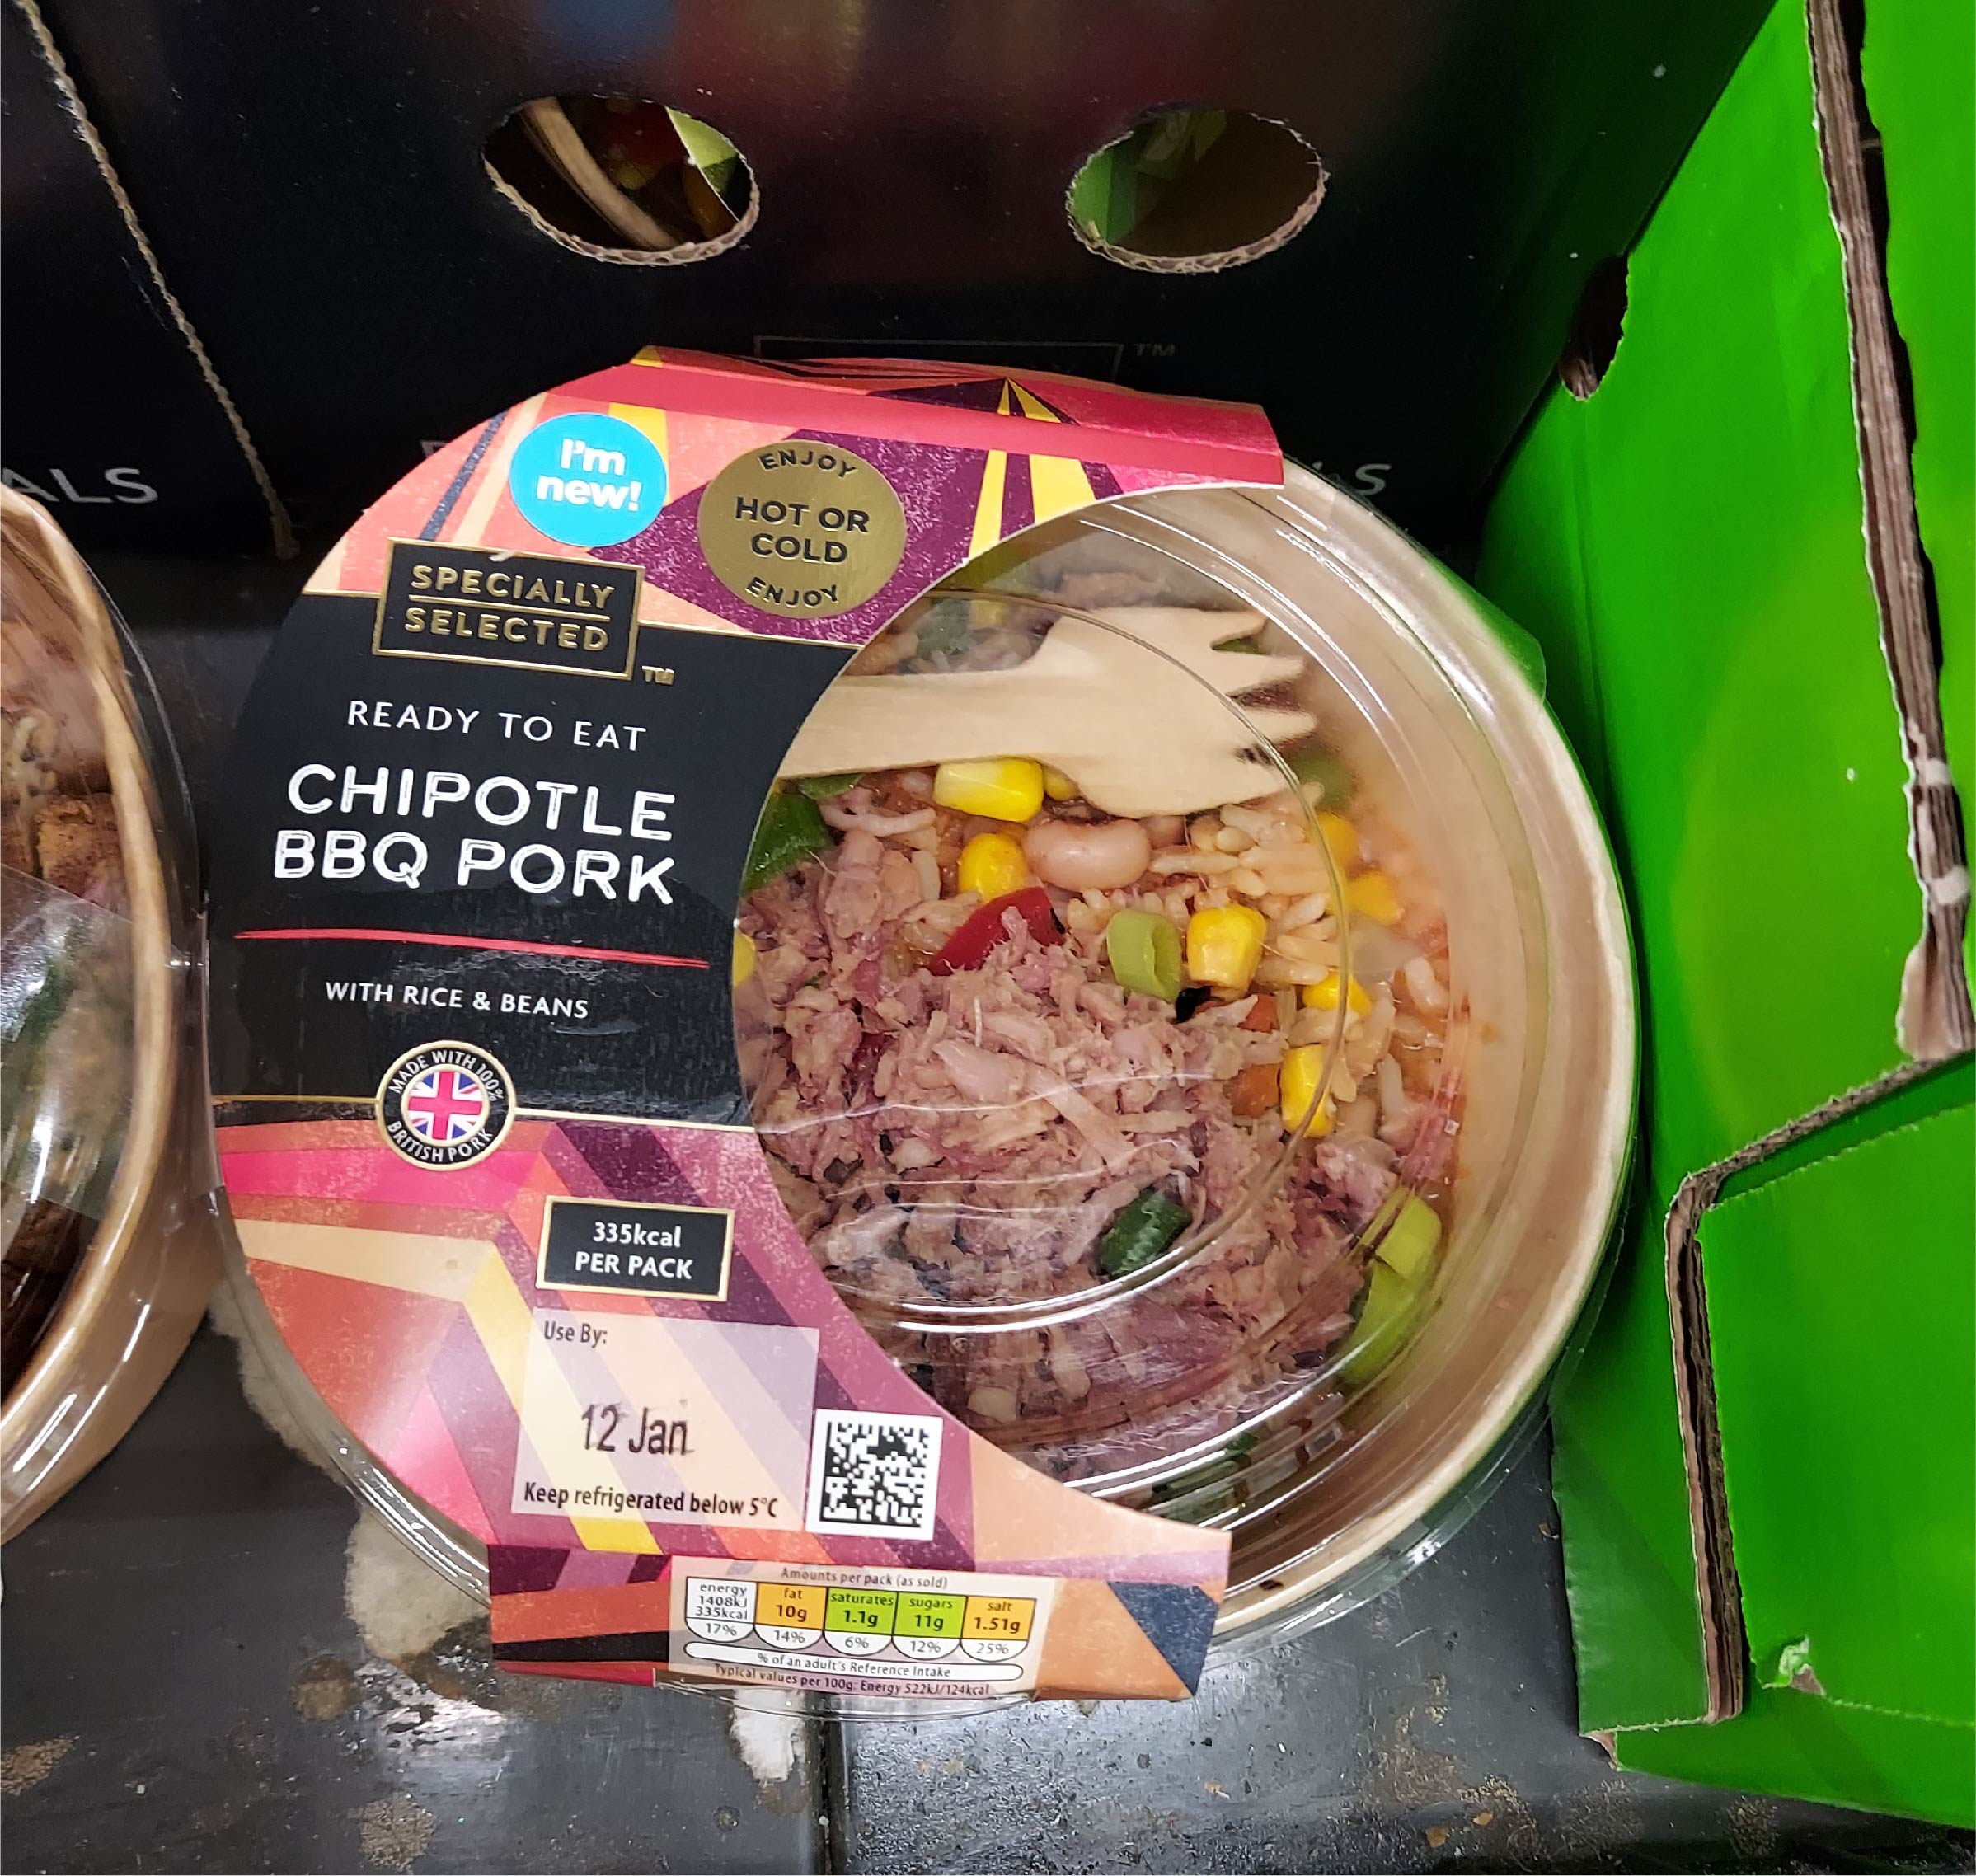 ALS
TM
S
I'm
new!
ENJOY
HOT OR
COLD
ENJOY
SPECIALLY
SELECTED
TM
READY TO EAT
CHIPOTLE
BBQ PORK
WITH RICE & BEANS
MADE WITH 100%
BRITISH PORK
335kcal
PER PACK
Use By:
12 Jan
Keep refrigerated below 5°C
Amounts per pack (as sold)
energy
1408kJ
335kcal
17%
fat
10g
14%
saturates
1.1g
6%
sugars
11g
12%
salt
1.51g
25%
% of an adult's Reference Intake
Typical values per 100g: Energy 522kJ/124kcal